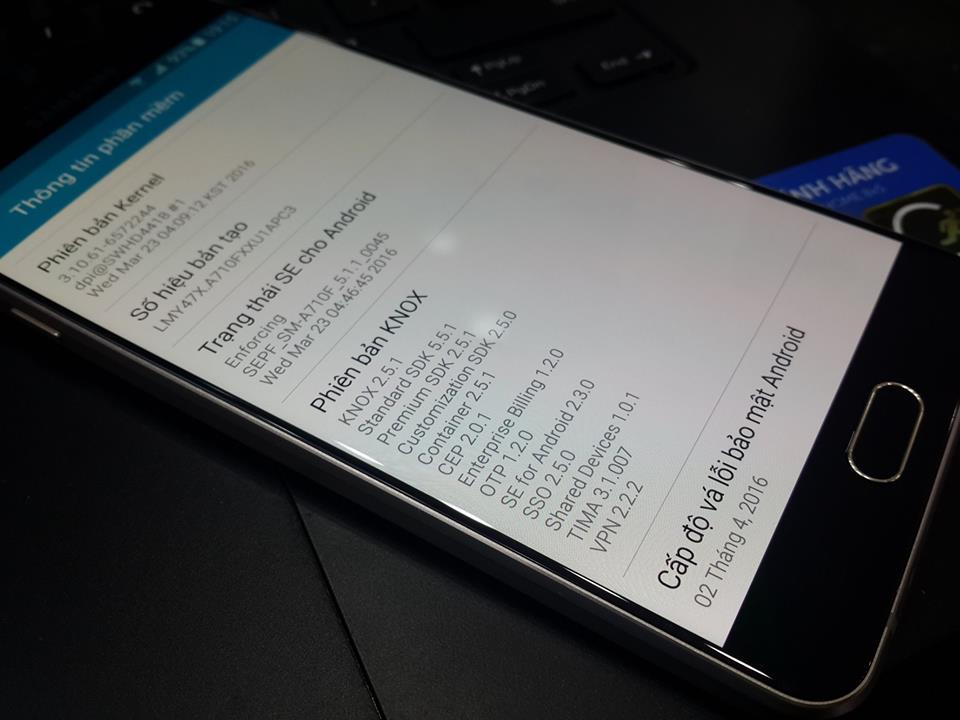 Thông tin phần mềm
Phiên bản Kernel
3.10.61-6572244
dpi@SWHD4418 #1
Wed Mar 23 04:09:12 KST 2016
Số hiệu bản tạo
LMY47X.A710FXXU1APC3
Trạng thái SE cho Android
Enforcing
SEPF_SM-A710F_5.1.1_0045
Wed Mar 23 04:46:45 2016
Phiên bản KNOX
KNOX 2.5.1
Standard SDK 5.5.1
Premium SDK 2.5.1
Customization SDK 2.5.0
Container 2.5.1
CEP 2.0.1
Enterprise Billing 1.2.0
OTP 1.2.0
SE for Android 2.3.0
SSO 2.5.0
Shared Devices 1.0.1
TIMA 3.1.007
VPN 2.2.2
Cấp độ vá lỗi bảo mật Android
02 Tháng 4, 2016
PgUp
PgDn
End
ÍNH HÃNG